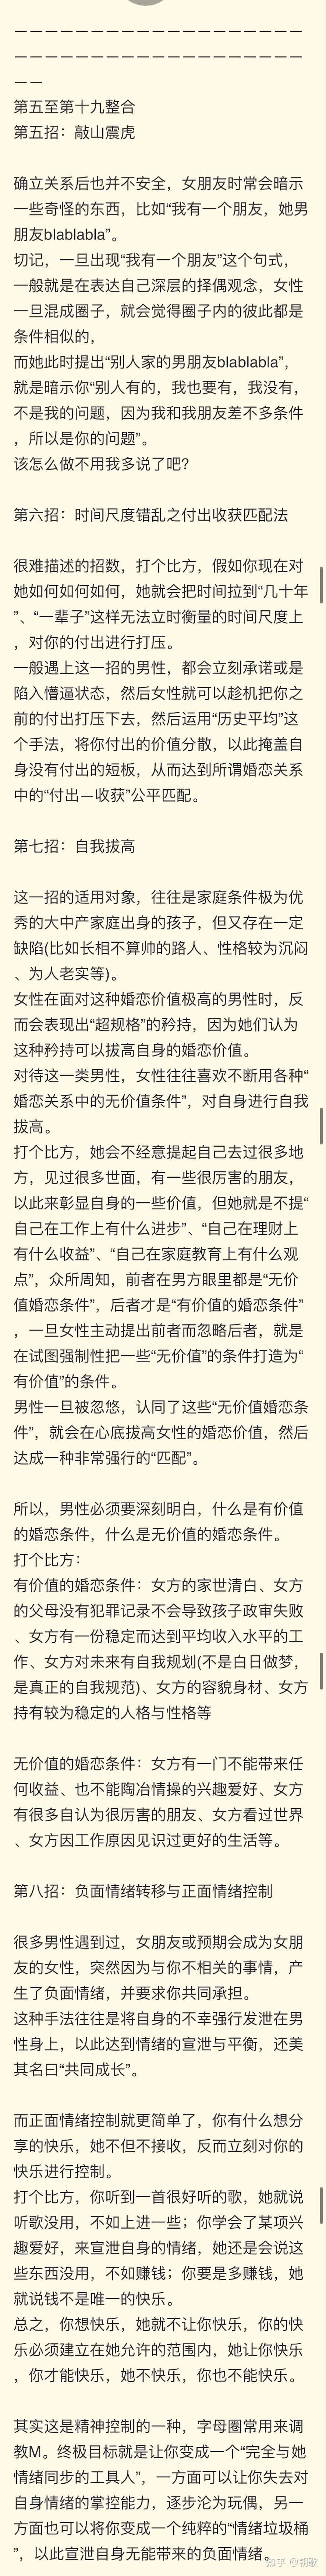 －－－－－－－－－－－－－－－－－－－
－－－－－－－－－－－－－－－－－－－
－－
第五至第十九整合
第五招：敲山震虎
确立关系后也并不安全，女朋友时常会暗示
一些奇怪的东西，比如“我有一个朋友，她男
朋友blablabla”。
切记，一旦出现“我有一个朋友”这个句式，
一般就是在表达自己深层的择偶观念，女性
一旦混成圈子，就会觉得圈子内的彼此都是
条件相似的，
而她此时提出“别人家的男朋友blablabla”，
就是暗示你“别人有的，我也要有，我没有，
不是我的问题，因为我和我朋友差不多条件
，所以是你的问题”。
该怎么做不用我多说了吧?
第六招：时间尺度错乱之付出收获匹配法
很难描述的招数，打个比方，假如你现在对
她如何如何如何，她就会把时间拉到“几十年
”、“一辈子”这样无法立时衡量的时间尺度上
，对你的付出进行打压。
一般遇上这一招的男性，都会立刻承诺或是
陷入懵逼状态，然后女性就可以趁机把你之
前的付出打压下去，然后运用“历史平均”这
个手法，将你付出的价值分散，以此掩盖自
身没有付出的短板，从而达到所谓婚恋关系
中的“付出—收获”公平匹配。
第七招：自我拔高
这一招的适用对象，往往是家庭条件极为优
秀的大中产家庭出身的孩子，但又存在一定
缺陷(比如长相不算帅的路人、性格较为沉闷
、为人老实等)。
女性在面对这种婚恋价值极高的男性时，反
而会表现出“超规格”的矜持，因为她们认为
这种矜持可以拔高自身的婚恋价值。
对待这一类男性，女性往往喜欢不断用各种“
婚恋关系中的无价值条件”，对自身进行自我
拔高。
打个比方，她会不经意提起自己去过很多地
方，见过很多世面，有一些很厉害的朋友，
以此来彰显自身的一些价值，但她就是不提“
自己在工作上有什么进步”、“自己在理财上
有什么收益”、“自己在家庭教育上有什么观
点”，众所周知，前者在男方眼里都是“无价
值婚恋条件”，后者才是“有价值的婚恋条件”
，一旦女性主动提出前者而忽略后者，就是
在试图强制性把一些“无价值”的条件打造为“
有价值”的条件。
男性一旦被忽悠，认同了这些“无价值婚恋条
件”，就会在心底拔高女性的婚恋价值，然后
达成一种非常强行的“匹配”。
所以，男性必须要深刻明白，什么是有价值
的婚恋条件，什么是无价值的婚恋条件。
打个比方：
有价值的婚恋条件：女方的家世清白、女方
的父母没有犯罪记录不会导致孩子政审失败
、女方有一份稳定而达到平均收入水平的工
作、女方对未来有自我规划(不是白日做梦，
是真正的自我规范)、女方的容貌身材、女方
持有较为稳定的人格与性格等
无价值的婚恋条件：女方有一门不能带来任
何收益、也不能陶冶情操的兴趣爱好、女方
有很多自认为很厉害的朋友、女方看过世界
、女方因工作原因见识过更好的生活等。
第八招：负面情绪转移与正面情绪控制
很多男性遇到过，女朋友或预期会成为女朋
友的女性，突然因为与你不相关的事情，产
生了负面情绪，并要求你共同承担。
这种手法往往是将自身的不幸强行发泄在男
性身上，以此达到情绪的宣泄与平衡，还美
其名曰“共同成长”。
而正面情绪控制就更简单了，你有什么想分
享的快乐，她不但不接收，反而立刻对你的
快乐进行控制。
打个比方，你听到一首很好听的歌，她就说
听歌没用，不如上进一些；你学会了某项兴
趣爱好，来宣泄自身的情绪，她还是会说这
些东西没用，不如赚钱；你要是多赚钱，她
就说钱不是唯一的快乐。
总之，你想快乐，她就不让你快乐，你的快
乐必须建立在她允许的范围内，她让你快乐
，你才能快乐，她不快乐，你也不能快乐。
其实这是精神控制的一种，字母圈常用来调
教M。终极目标就是让你变成一个“完全与她
情绪同步的工具人”，一方面可以让你失去对
自身情绪的掌控能力，逐步沦为玩偶，另一
方面也可以将你变成一个纯粹的“情绪垃圾桶
”，以此宣泄自身无能带来的负面情绪。
知乎 @朝歌